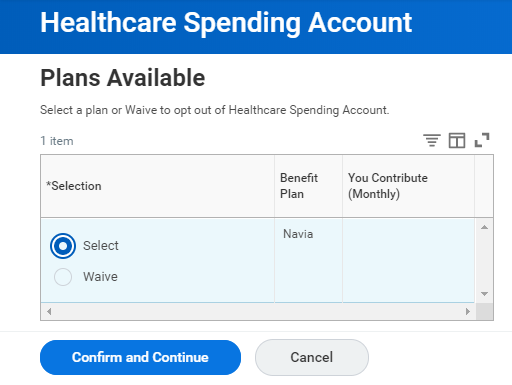 Healthcare Spending Account
Plans Available
Select a plan or Waive to opt out of Healthcare Spending Account.
1 item
*Selection
Benefit
Plan
You Contribute
(Monthly)
Select
Waive
Navia
Confirm and Continue
Cancel